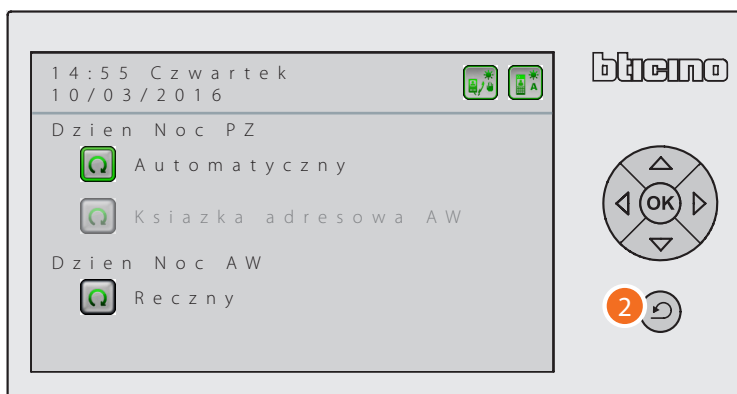 14:55 Czwartek
10/03/2016
A
bticino
Dzien Noc PZ
Automatyczny
Ksiazka adresowa AW
Dzien Noc AW
Reczny
OK
2